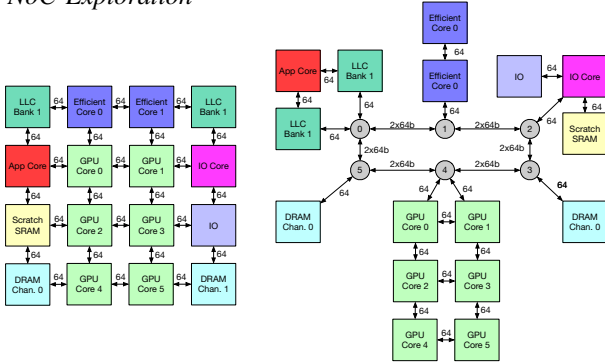 NoC Exploration
LLC
Bank 1
64
Efficient
Core 0
64
Efficient
Core 1
64
LLC
Bank 1
64
64
64
64
App Core
GPU
Core 0
GPU
Core 1
IO Core
64
64
64
64
Scratch
SRAM
64
GPU
Core 2
64
GPU
Core 3
64
IO
64
64
64
64
DRAM
Chan. 0
64
GPU
Core 4
64
GPU
Core 5
64
DRAM
Chan. 1
Efficient
Core 0
64
App Core
64
LLC
Bank 1
Efficient
Core 0
IO
64
IO Core
64
64
64
64
64
LLC
Bank 1
64
0
2x64b
1
2x64b
2
Scratch
SRAM
2x64b
2x64b
5
2x64b
4
2x64b
3
64
64
64
64
DRAM
Chan. 0
GPU
Core 0
64
GPU
Core 1
DRAM
Chan. 0
64
64
GPU
Core 2
64
GPU
Core 3
64
64
GPU
Core 4
64
GPU
Core 5